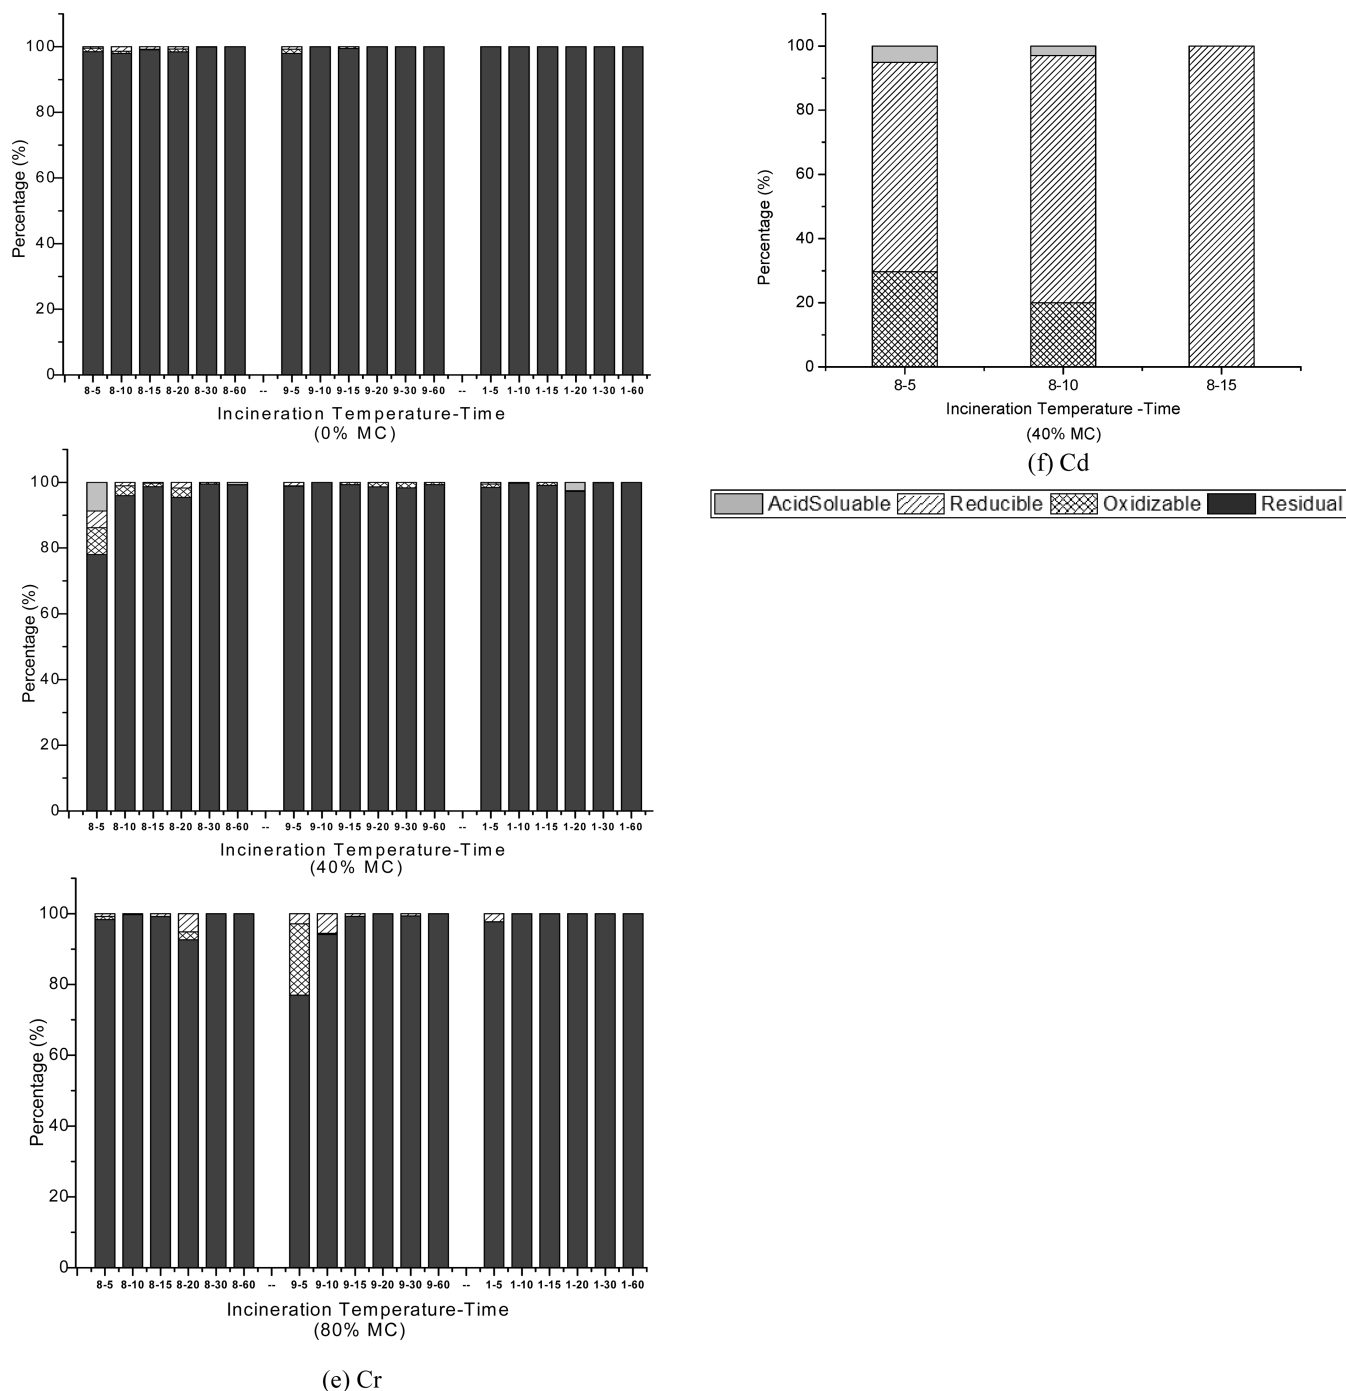 100
80
60
40
20
0
Percentage (%)
8-5 8-10 8-15 8-20 8-30 8-60 -- 9-5 9-10 9-15 9-20 9-30 9-60 -- 1-5 1-10 1-15 1-20 1-30 1-60
Incineration Temperature-Time
(0% MC)
100
80
60
40
20
0
Percentage (%)
8-5 8-10 8-15 8-20 8-30 8-60 -- 9-5 9-10 9-15 9-20 9-30 9-60 -- 1-5 1-10 1-15 1-20 1-30 1-60
Incineration Temperature-Time
(40% MC)
100
80
60
40
20
0
Percentage (%)
8-5 8-10 8-15 8-20 8-30 8-60 -- 9-5 9-10 9-15 9-20 9-30 9-60 -- 1-5 1-10 1-15 1-20 1-30 1-60
Incineration Temperature-Time
(80% MC)
(e) Cr
100
80
60
40
20
0
Percentage (%)
8-5 8-10 8-15
Incineration Temperature -Time
(40% MC)
(f) Cd
AcidSoluable Reducible Oxidizable Residual